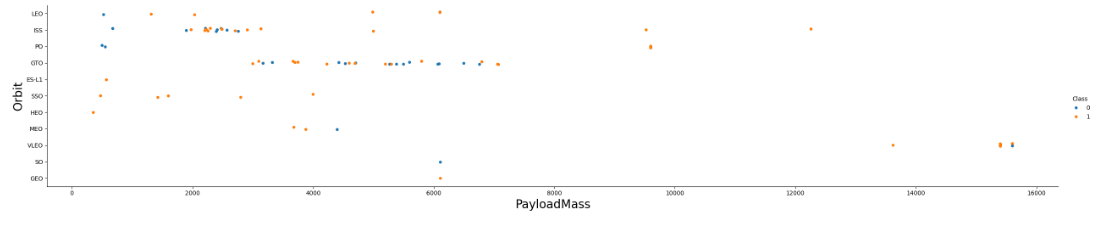 LEO
ISS
PO
GTO
ES-L1
SSO
HEO
MEO
VLEO
SO
GEO
Orbit
0 2000 4000 6000 8000 10000 12000 14000 16000
PayloadMass
Class
0
1